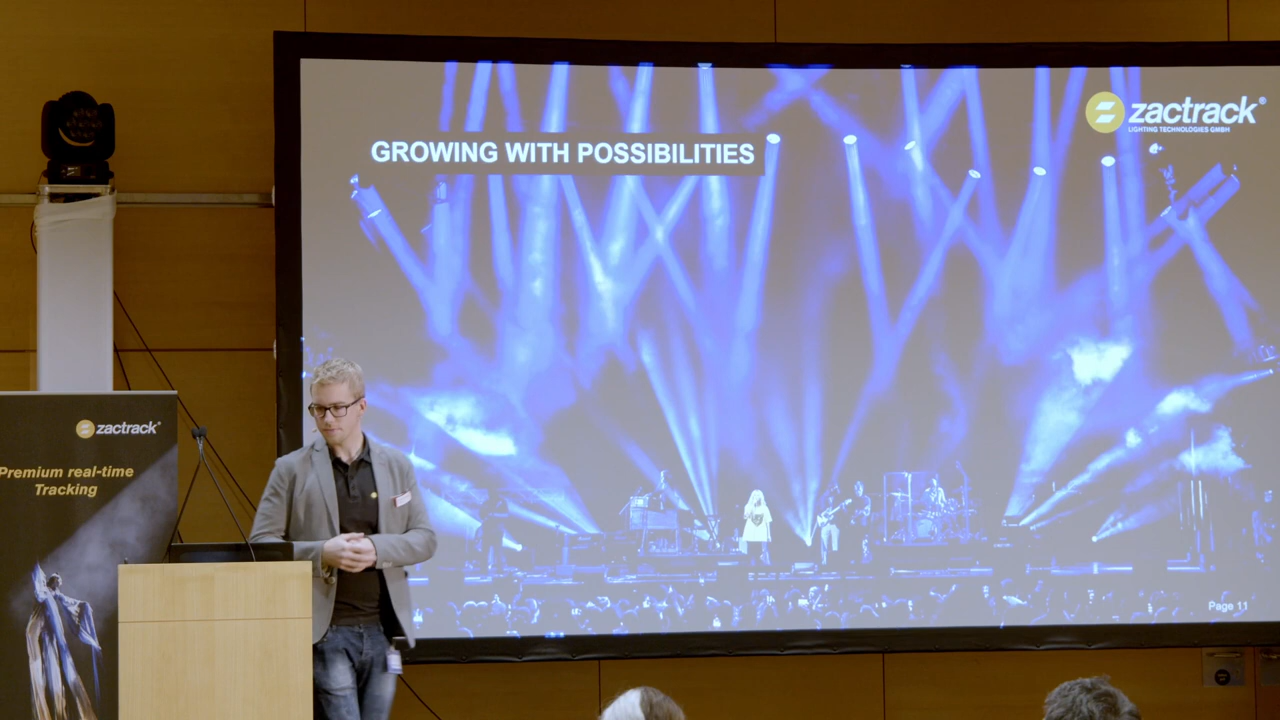 GROWING WITH POSSIBILITIES
zactrack®
LIGHTING TECHNOLOGIES GMBH
Page 11
zactrack®
Premium real-time
Tracking